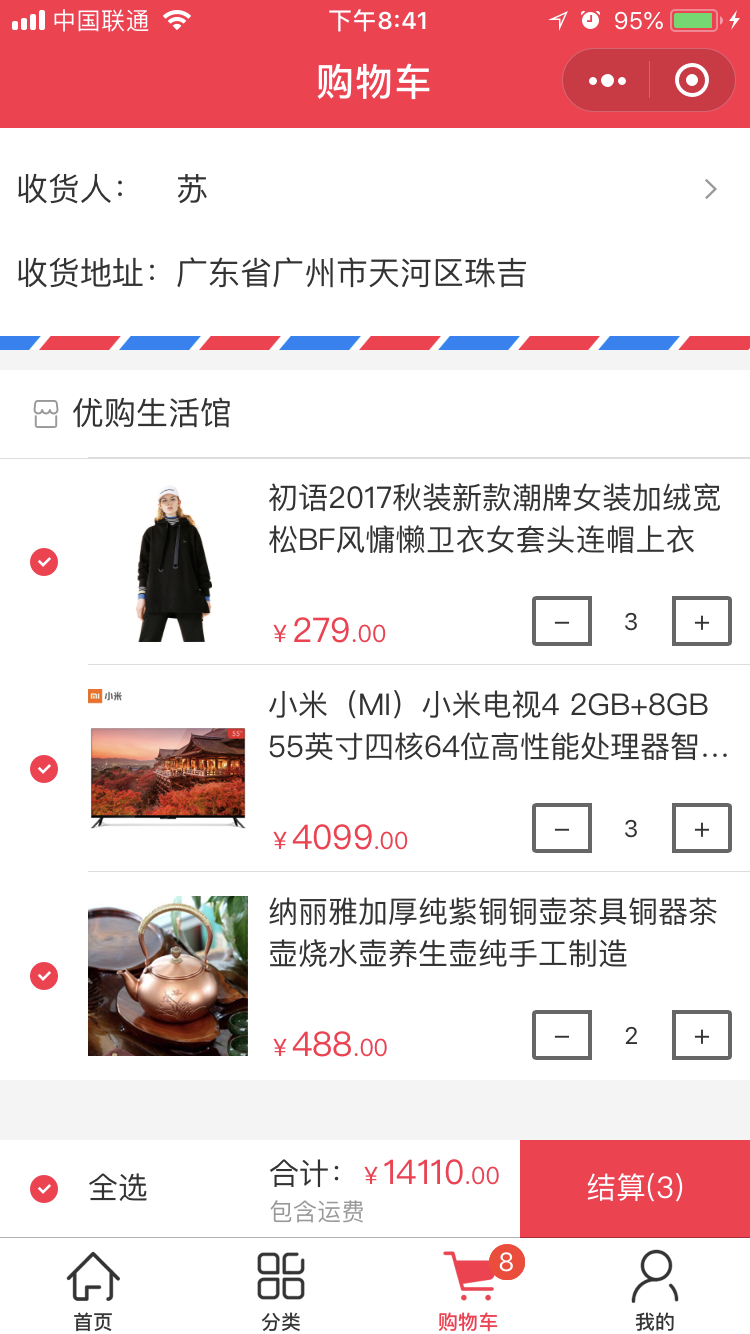 中国联通 下午8:41 95%
购物车
收货人： 苏
收货地址：广东省广州市天河区珠吉
优购生活馆
初语2017秋装新款潮牌女装加绒宽
松BF风慵懒卫衣女套头连帽上衣
￥279.00 − 3 +
小米
55"
小米（MI）小米电视4 2GB+8GB
55英寸四核64位高性能处理器智…
￥4099.00 − 3 +
纳丽雅加厚纯紫铜铜壶茶具铜器茶
壶烧水壶养生壶纯手工制造
￥488.00 − 2 +
全选 合计：￥14110.00 结算(3)
包含运费
8
首页 分类 购物车 我的